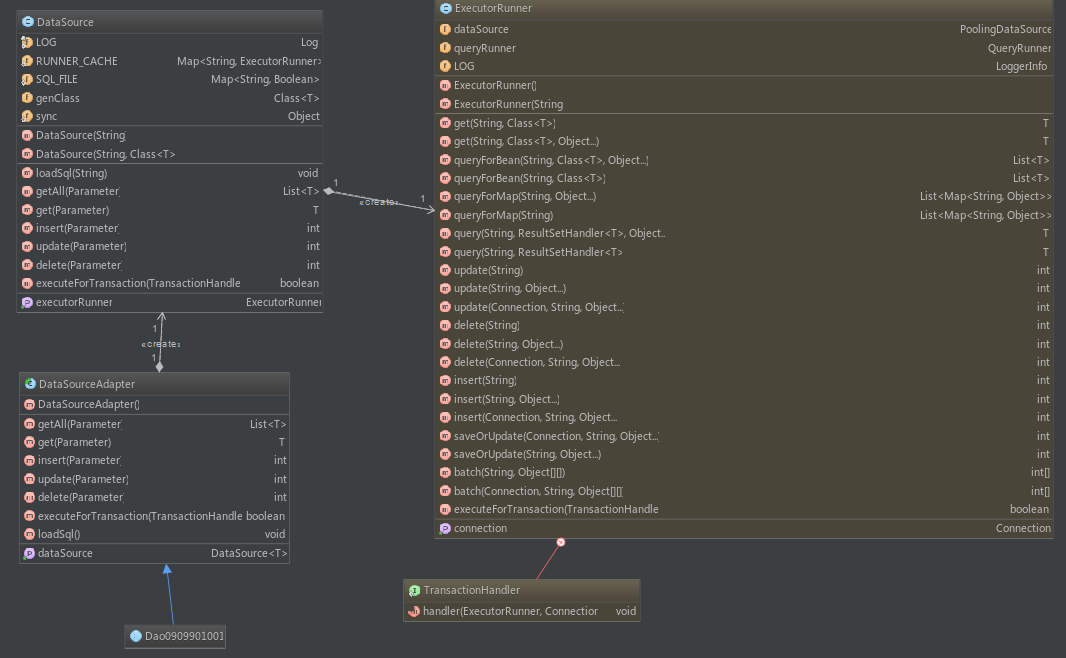 DataSource
LOG Log
RUNNER_CACHE Map<String, ExecutorRunner>
SQL_FILE Map<String, Boolean>
genClass Class<T>
sync Object
DataSource(String)
DataSource(String, Class<T>
loadSql(String) void
getAll(Parameter) List<T>
get(Parameter) T
insert(Parameter) int
update(Parameter) int
delete(Parameter) int
executeForTransaction(TransactionHandle boolean
executorRunner ExecutorRunner
1
«create»
1
ExecutorRunner
dataSource PoolingDataSource
queryRunner QueryRunner
LOG LoggerInfo
ExecutorRunner()
ExecutorRunner(String
get(String, Class<T>) T
get(String, Class<T>, Object...) T
queryForBean(String, Class<T>, Object...) List<T>
queryForBean(String, Class<T>) List<T>
queryForMap(String, Object...) List<Map<String, Object>>
queryForMap(String) List<Map<String, Object>>
query(String, ResultSetHandler<T>, Object.. T
query(String, ResultSetHandler<T> T
update(String) int
update(String, Object...) int
update(Connection, String, Object...) int
delete(String) int
delete(String, Object...) int
delete(Connection, String, Object... int
insert(String) int
insert(String, Object...) int
insert(Connection, String, Object... int
saveOrUpdate(Connection, String, Object...) int
saveOrUpdate(String, Object...) int
batch(String, Object[][]) int[]
batch(Connection, String, Object[][] int[]
executeForTransaction(TransactionHandle boolean
connection Connection
1
«create»
1
DataSourceAdapter
DataSourceAdapter()
getAll(Parameter) List<T>
get(Parameter) T
insert(Parameter) int
update(Parameter) int
delete(Parameter) int
executeForTransaction(TransactionHandle boolean
loadSql() void
dataSource DataSource<T>
TransactionHandler
handler(ExecutorRunner, Connection void
Dao0909901001